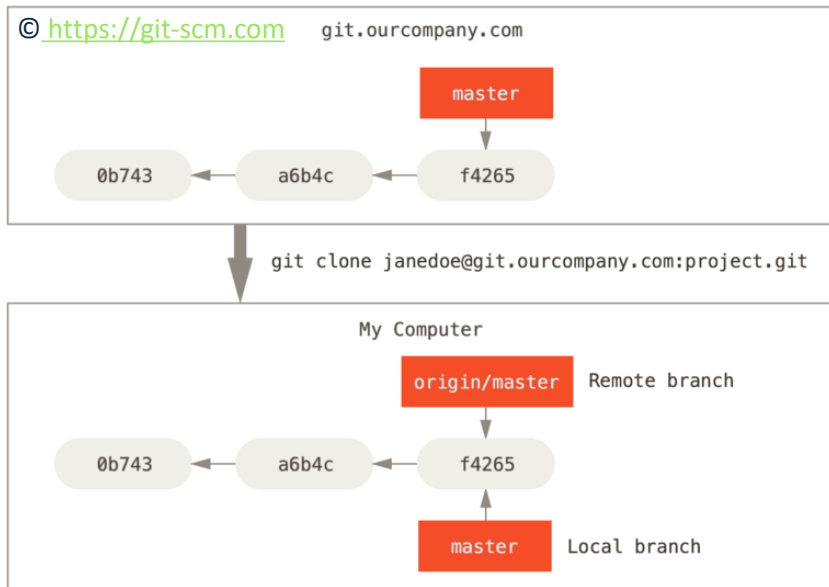 © https://git-scm.com git.ourcompany.com
master
0b743 a6b4c f4265
git clone janedoe@git.ourcompany.com:project.git
My Computer
origin/master Remote branch
0b743 a6b4c f4265
master Local branch